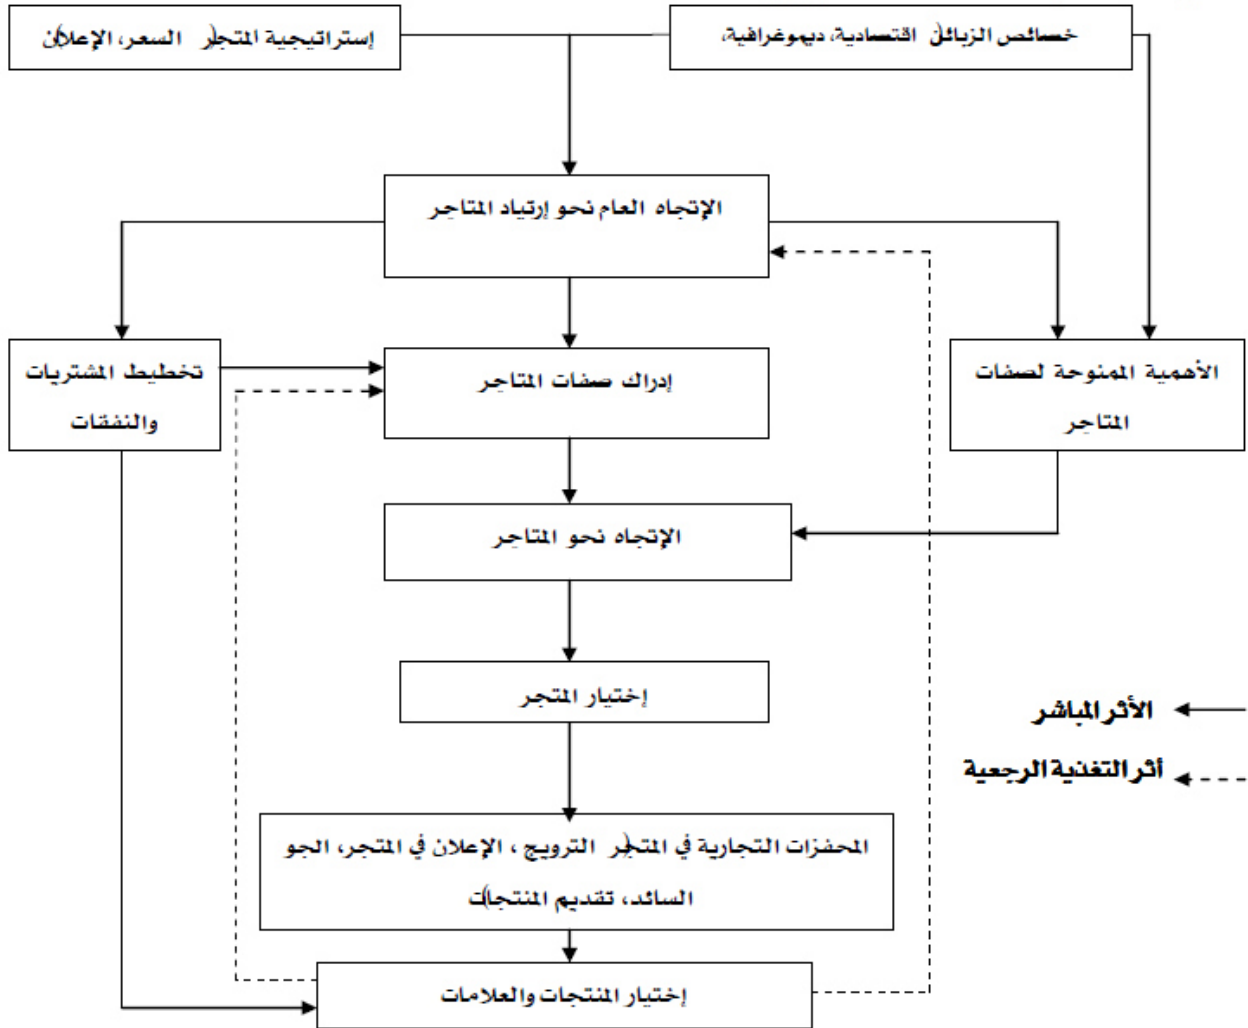 خصائص الزبائن( اقتصادية، ديموغرافية،
إستراتيجية المتجر( السعر، الإعلان)
الإتجاه العام نحو إرتياد المتاجر
الأهمية الممنوحة لصفات
المتاجر
إدراك صفات المتاجر
تخطيط المشتريات
والنفقات
الإتجاه نحو المتاجر
إختيار المتجر
الأثر المباشر
أثر التغذية الرجعية
المحفزات التجارية في المتجر( الترويج ، الإعلان في المتجر، الجو
السائد، تقديم المنتجات)
إختيار المنتجات والعلامات